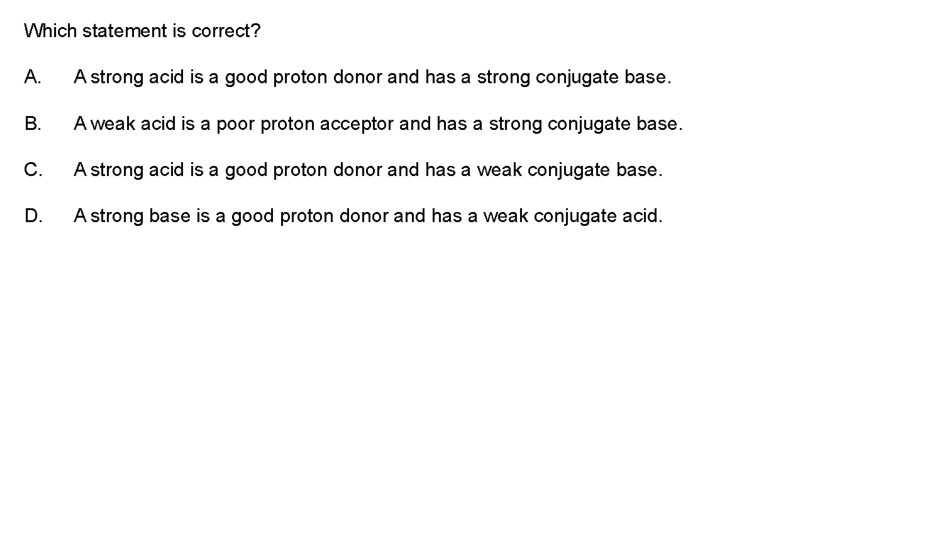 Which statement is correct?
A. A strong acid is a good proton donor and has a strong conjugate base.
B. A weak acid is a poor proton acceptor and has a strong conjugate base.
C. A strong acid is a good proton donor and has a weak conjugate base.
D. A strong base is a good proton donor and has a weak conjugate acid.